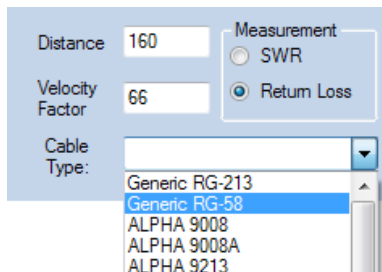 Distance 160
Velocity
Factor 66
Measurement
SWR
Return Loss
Cable
Type:
Generic RG-213
Generic RG-58
ALPHA 9008
ALPHA 9008A
ALPHA 9213